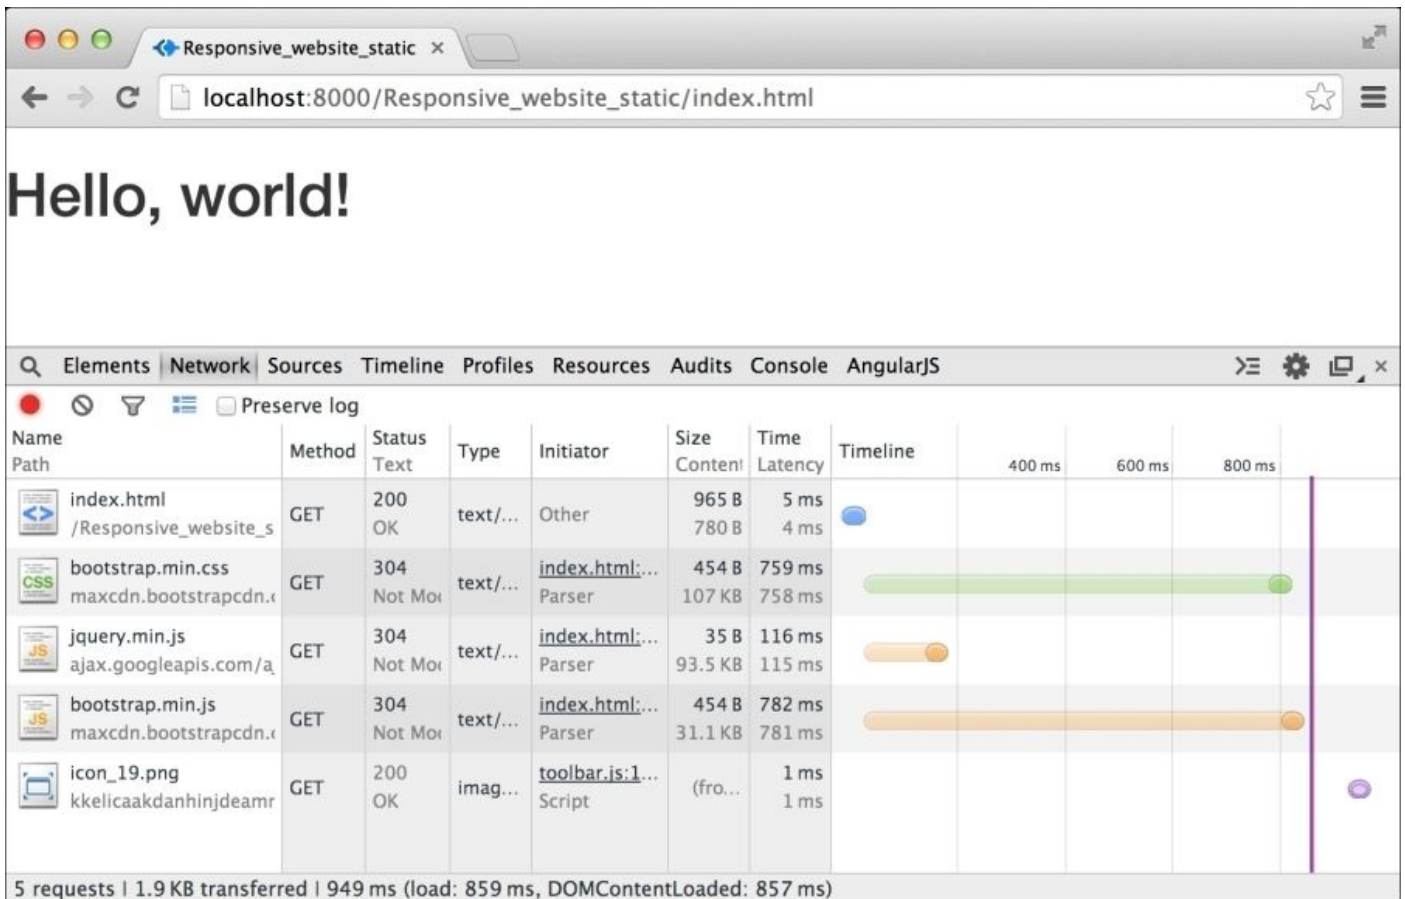 Responsive_website_static ×
localhost:8000/Responsive_website_static/index.html
Hello, world!
Elements Network Sources Timeline Profiles Resources Audits Console AngularJS
Preserve log
Name Path Method Status Text Type Initiator Size Content Time Latency Timeline 400 ms 600 ms 800 ms
index.html GET 200 text/... Other 965 B 5 ms
/Responsive_website_s OK 780 B 4 ms
bootstrap.min.css GET 304 text/... index.html:... 454 B 759 ms
maxcdn.bootstrapcdn.c Not Mo Parser 107 KB 758 ms
jquery.min.js GET 304 text/... index.html:... 35 B 116 ms
ajax.googleapis.com/a Not Mo Parser 93.5 KB 115 ms
bootstrap.min.js GET 304 text/... index.html:... 454 B 782 ms
maxcdn.bootstrapcdn.c Not Mo Parser 31.1 KB 781 ms
icon_19.png GET 200 imag... toolbar.js:1... (fro... 1 ms
kkelicaakdanhinjdeamr OK Script 1 ms
5 requests | 1.9 KB transferred | 949 ms (load: 859 ms, DOMContentLoaded: 857 ms)